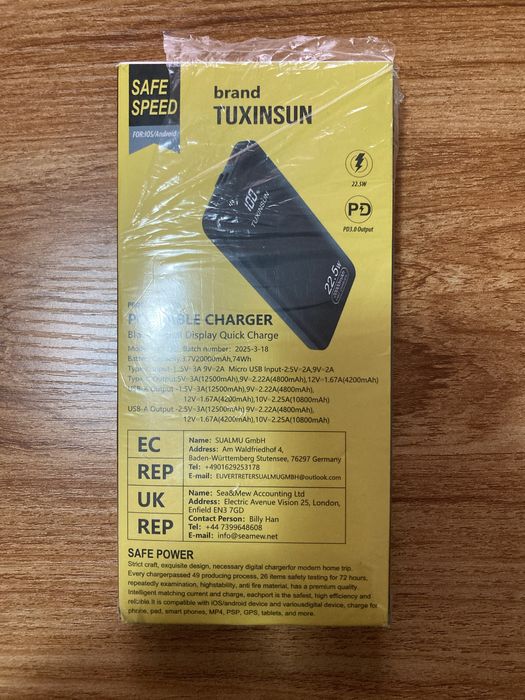 SAFE
SPEED
FOR:IOS/Android
brand
TUXINSUN
22.5W
PD
PD3.0 Output
100 %
TUXINSUN
22.5W
CHARGER
Display Quick Charge
Batch number: 2025-3-18
3.7V20000mAh,74Wh
5V-3A 9V-2A Micro USB Input-2:5V-2A,9V-2A
Output:5V-3A(12500mAh),9V-2.22A(4800mAh),12V-1.67A(4200mAh)
USB-A Output -1:5V-3A(12500mAh),9V-2.22A(4800mAh),
12V-1.67A(4200mAh),10V-2.25A(10800mAh)
USB-A Output -2:5V-3A(12500mAh),9V-2.22A(4800mAh),
12V-1.67A(4200mAh),10V-2.25A(10800mAh)
EC
REP
Name: SUALMU GmbH
Address: Am Waldfriedhof 4,
Baden-Württemberg Stutensee, 76297 Germany
Tel: +4901629253178
E-mail: EUVERTRETERSUALMUGMBH@outlook.com
UK
REP
Name: Sea&Mew Accounting Ltd
Address: Electric Avenue Vision 25, London,
Enfield EN3 7GD
Contact Person: Billy Han
Tel: +44 7399648608
E-mail: info@seamew.net
SAFE POWER
Strict craft, exquisite design, necessary digital chargerfor modern home trip.
Every chargerpassed 49 producing process, 26 items safety testing for 72 hours,
repeatedly examination, highstability, anti fire material, has a premium quality.
Intelligent matching current and charge, eachport is the safest, high efficiency and
reliable.It is compatible with iOS/android device and variousdigital device, charge for
phone, pad, smart phones, MP4, PSP, GPS, tablets, and more.